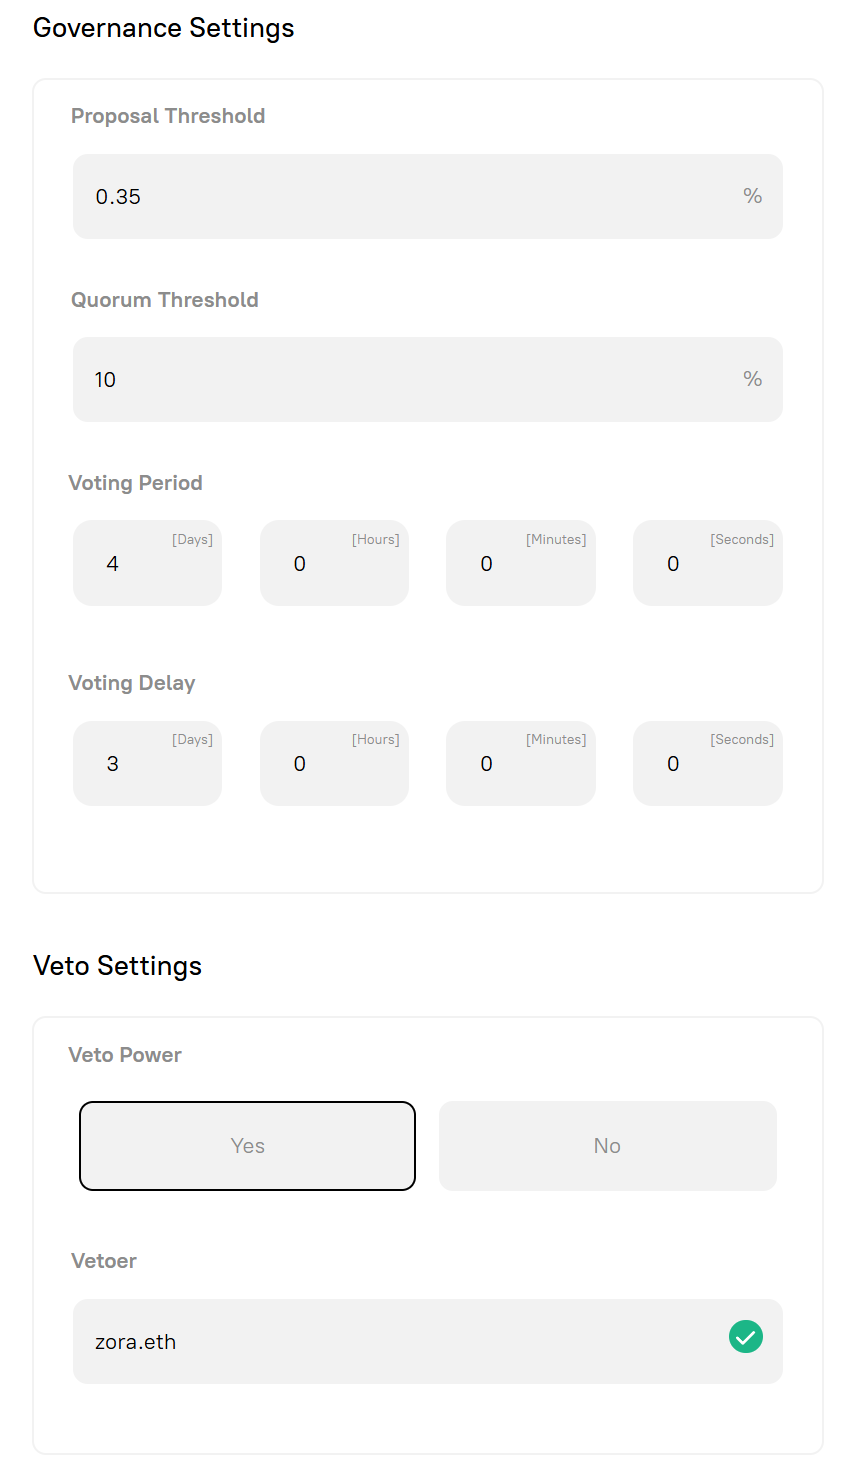 Governance Settings
Proposal Threshold
0.35 %
Quorum Threshold
10 %
Voting Period
4 [Days] 0 [Hours] 0 [Minutes] 0 [Seconds]
Voting Delay
3 [Days] 0 [Hours] 0 [Minutes] 0 [Seconds]
Veto Settings
Veto Power
Yes No
Vetoer
zora.eth